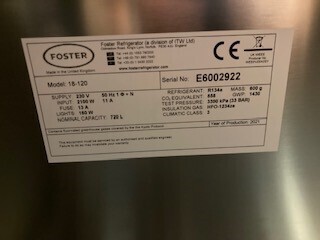 FOSTER
Foster Refrigerator (a division of ITW Ltd)
www.fosterrefrigerator.com
Made in the United Kingdom
CE
Model: 18-120
Serial No: E6002922
SUPPLY: 230 V 50 Hz 1 Φ + N
INPUT: 2100 W 11 A
FUSE: 13 A
LIGHTS: 160 W
NOMINAL CAPACITY: 720 L
REFRIGERANT: R134a MASS: 600 g
CO2 EQUIVALENT: 858 GWP: 1430
TEST PRESSURE: 3300 kPa (33 BAR)
INSULATION GAS: HFO-1234ze
CLIMATIC CLASS: 3
Year of Production: 2021